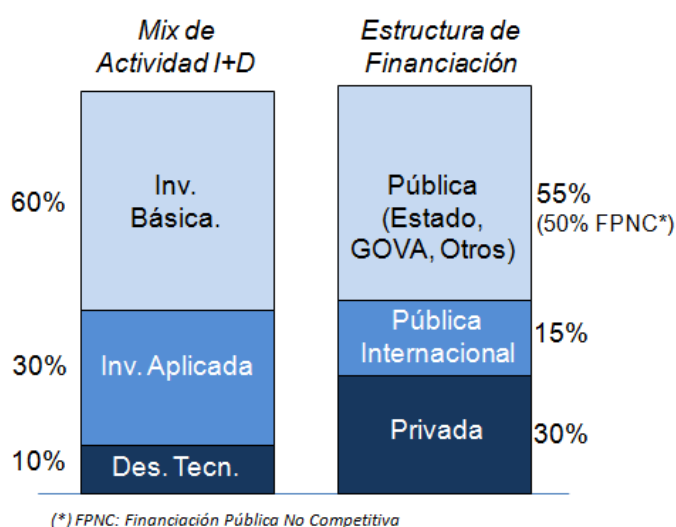 Mix de
Actividad I+D
Estructura de
Financiación
60%
Inv.
Básica.
Pública
(Estado,
GOVA, Otros)
55%
(50% FPNC*)
30%
Inv. Aplicada
Pública
Internacional
15%
10%
Des. Tecn.
Privada
30%
(*) FPNC: Financiación Pública No Competitiva